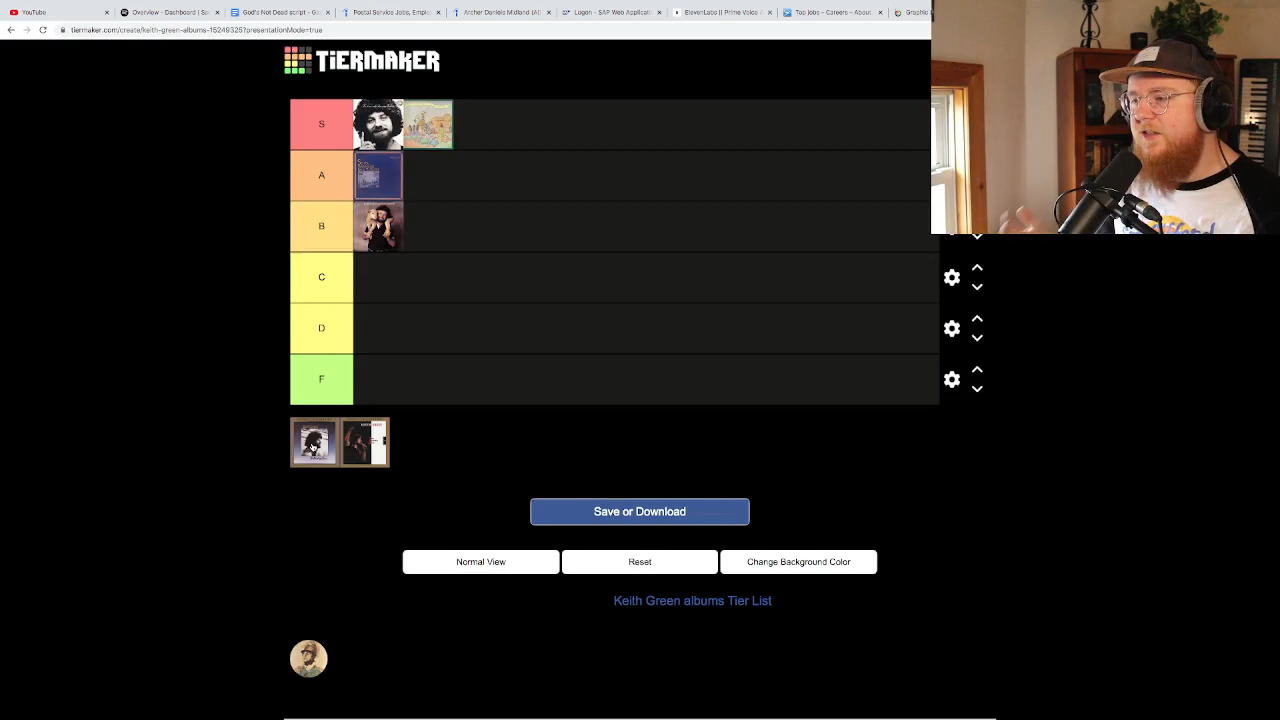 YouTube
Overview - Dashboard | Sp
God's Not Dead script - Go
Postal Service Jobs, Employ
Archer Daniels Midland (AD
Logon - SAP Web Applicati
ElevenLabs | Prime Voice A
Top jobs – Careers – About
Graphic
tiermaker.com/create/keith-green-albums-15249325?presentationMode=true
TIERMAKER
S
A
B
C
D
F
Save or Download
Normal View
Reset
Change Background Color
Keith Green albums Tier List